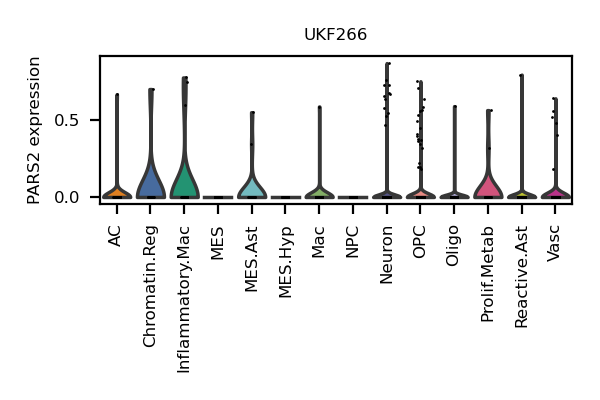 UKF266
PARS2 expression
0.5
0.0
AC
Chromatin.Reg
Inflammatory.Mac
MES
MES.Ast
MES.Hyp
Mac
NPC
Neuron
OPC
Oligo
Prolif.Metab
Reactive.Ast
Vasc